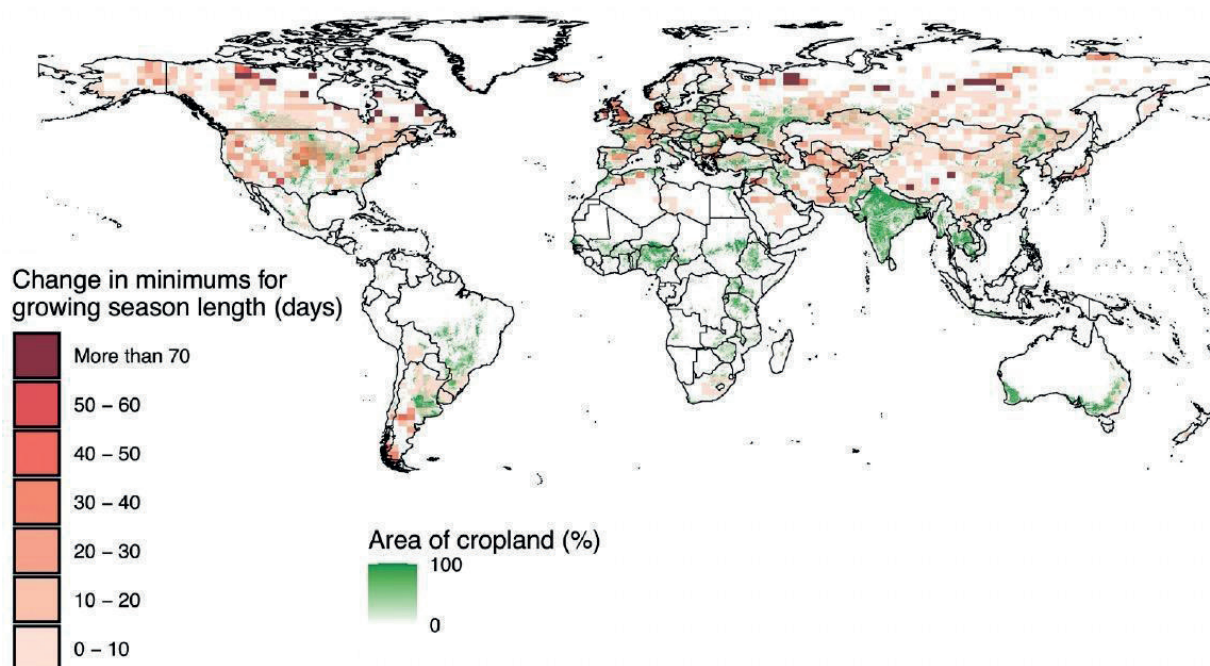 Change in minimums for
growing season length (days)
More than 70
50 – 60
40 – 50
30 – 40
20 – 30
10 – 20
0 – 10
Area of cropland (%)
100
0